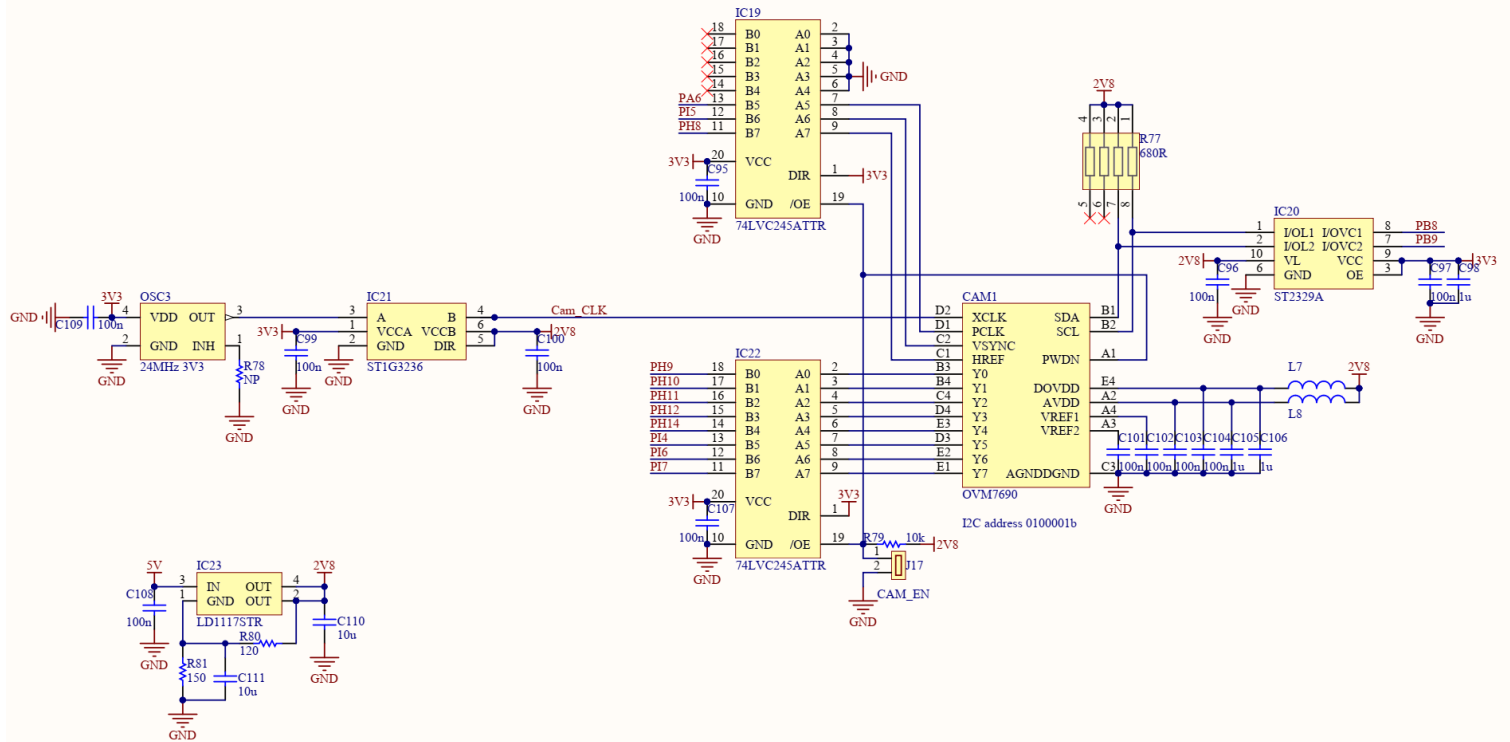 IC19
18 B0 A0 2
17 B1 A1 3
16 B2 A2 4
15 B3 A3 5
14 B4 A4 6
GND
PA6 13 B5 A5 7
PI5 12 B6 A6 8
PH8 11 B7 A7 9
3V3 20 VCC
C95
100n
DIR 1 3V3
10 GND /OE 19
GND
74LVC245ATTR
2V8
4 3 2 1
R77
680R
5 6 7 8
IC20
1 I/OL1 I/OVC1 8 PB8
2 I/OL2 I/OVC2 7 PB9
2V8 10 VL VCC 9 3V3
6 GND OE 3
C96
100n
GND
GND
ST2329A
C97 C98
100n 1u
GND
OSC3
GND
C109 100n
3V3
4 VDD OUT 3
2 GND INH 1
GND
24MHz 3V3
R78
NP
GND
IC21
3 A B 4 Cam_CLK
3V3 1 VCCA VCCB 6 2V8
2 GND DIR 5
C99
100n
GND
GND
ST1G3236
C100
100n
GND
CAM1
D2 XCLK SDA B1
D1 PCLK SCL B2
C2 VSYNC
C1 HREF PWDN A1
B3 Y0
B4 Y1 DOVDD E4
C4 Y2 AVDD A2
D4 Y3 VREF1 A4
E3 Y4 VREF2 A3
D3 Y5
E2 Y6
E1 Y7 AGNDDGND C3
OVM7690
I2C address 0100001b
L7
2V8
L8
C101 C102 C103 C104 C105 C106
100n 100n 100n 100n 1u 1u
GND
IC22
PH9 18 B0 A0 2
PH10 17 B1 A1 3
PH11 16 B2 A2 4
PH12 15 B3 A3 5
PH14 14 B4 A4 6
PI4 13 B5 A5 7
PI6 12 B6 A6 8
PI7 11 B7 A7 9
3V3 20 VCC
C107
100n
3V3
DIR 1
10 GND /OE 19
GND
74LVC245ATTR
R79 10k 2V8
1
2
J17
CAM_EN
GND
5V
IC23
2V8
3 IN OUT 4
1 GND OUT 2
C108
100n
GND
LD1117STR
R80
120
R81
150
C111
10u
GND
C110
10u
GND